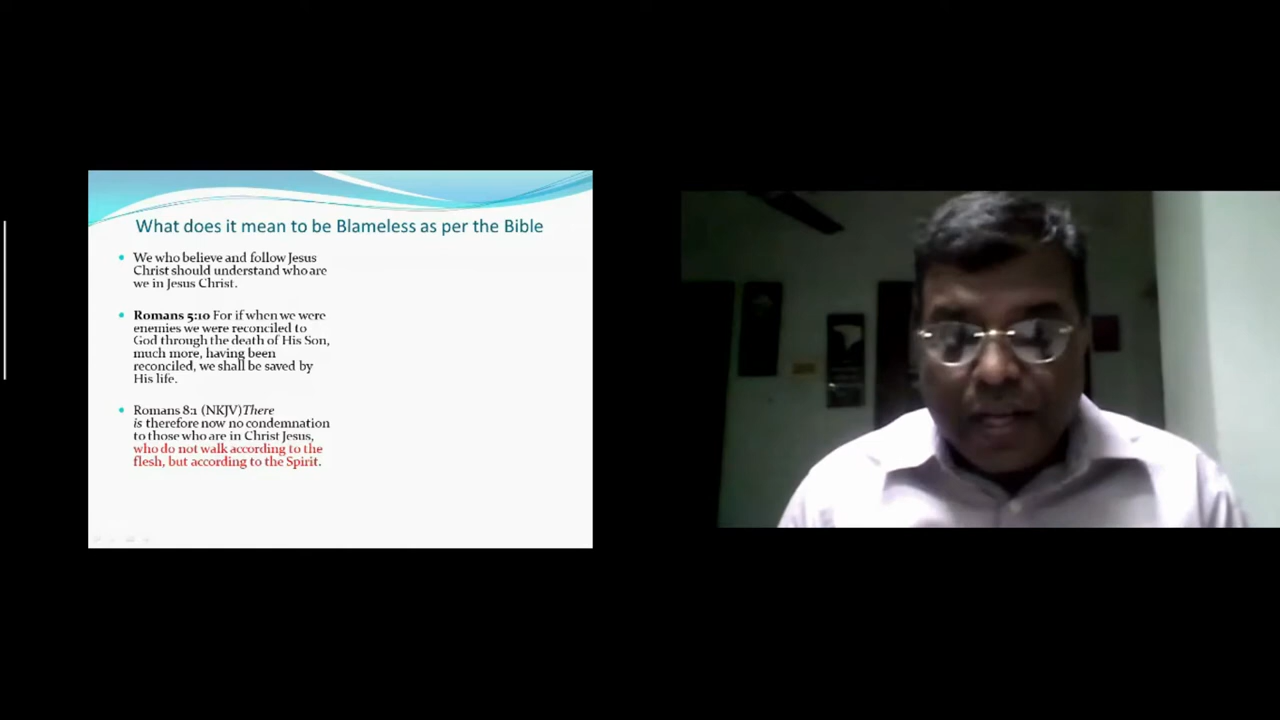 What does it mean to be Blameless as per the Bible
We who believe and follow Jesus
Christ should understand who are
we in Jesus Christ.
Romans 5:10 For if when we were
enemies we were reconciled to
God through the death of His Son,
much more, having been
reconciled, we shall be saved by
His life.
Romans 8:1 (NKJV)There
is therefore now no condemnation
to those who are in Christ Jesus,
who do not walk according to the
flesh, but according to the Spirit.